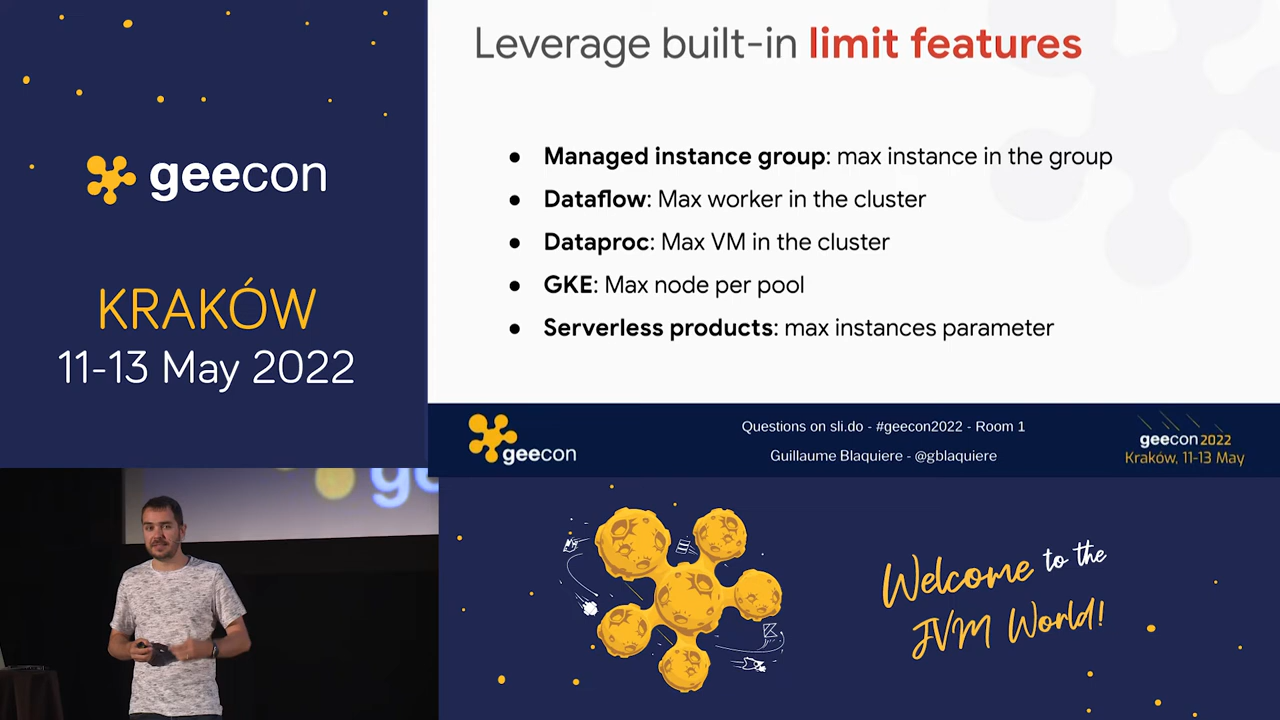 geecon
KRAKÓW
11-13 May 2022
Leverage built-in limit features
● Managed instance group: max instance in the group
● Dataflow: Max worker in the cluster
● Dataproc: Max VM in the cluster
● GKE: Max node per pool
● Serverless products: max instances parameter
geecon
Questions on sli.do - #geecon2022 - Room 1
Guillaume Blaquiere - @gblaquiere
geecon 2022
Kraków, 11-13 May
Welcome to the
JVM World!